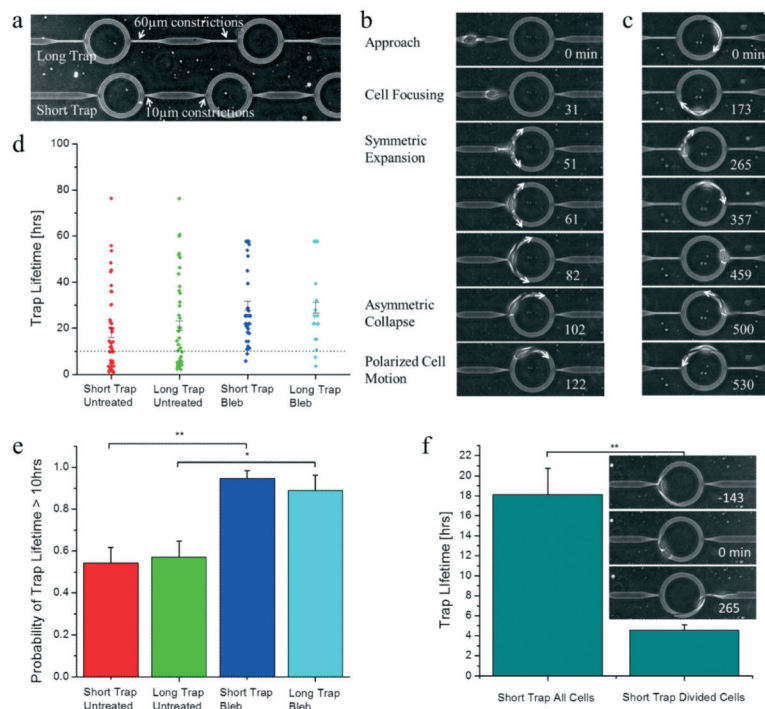 a
60µm constrictions
Long Trap
Short Trap
10µm constrictions
b
Approach
0 min
Cell Focusing
31
Symmetric
Expansion
51
61
82
Asymmetric
Collapse
102
Polarized Cell
Motion
122
c
0 min
173
265
357
459
500
530
d
Trap Lifetime [hrs]
100
80
60
40
20
0
Short Trap
Untreated
Long Trap
Untreated
Short Trap
Bleb
Long Trap
Bleb
e
Probability of Trap Lifetime > 10hrs
1.0
0.8
0.6
0.4
0.2
0.0
**
*
Short Trap
Untreated
Long Trap
Untreated
Short Trap
Bleb
Long Trap
Bleb
f
Trap Lifetime [hrs]
22
20
18
16
14
12
10
8
6
4
2
0
**
-143
0 min
265
Short Trap All Cells
Short Trap Divided Cells